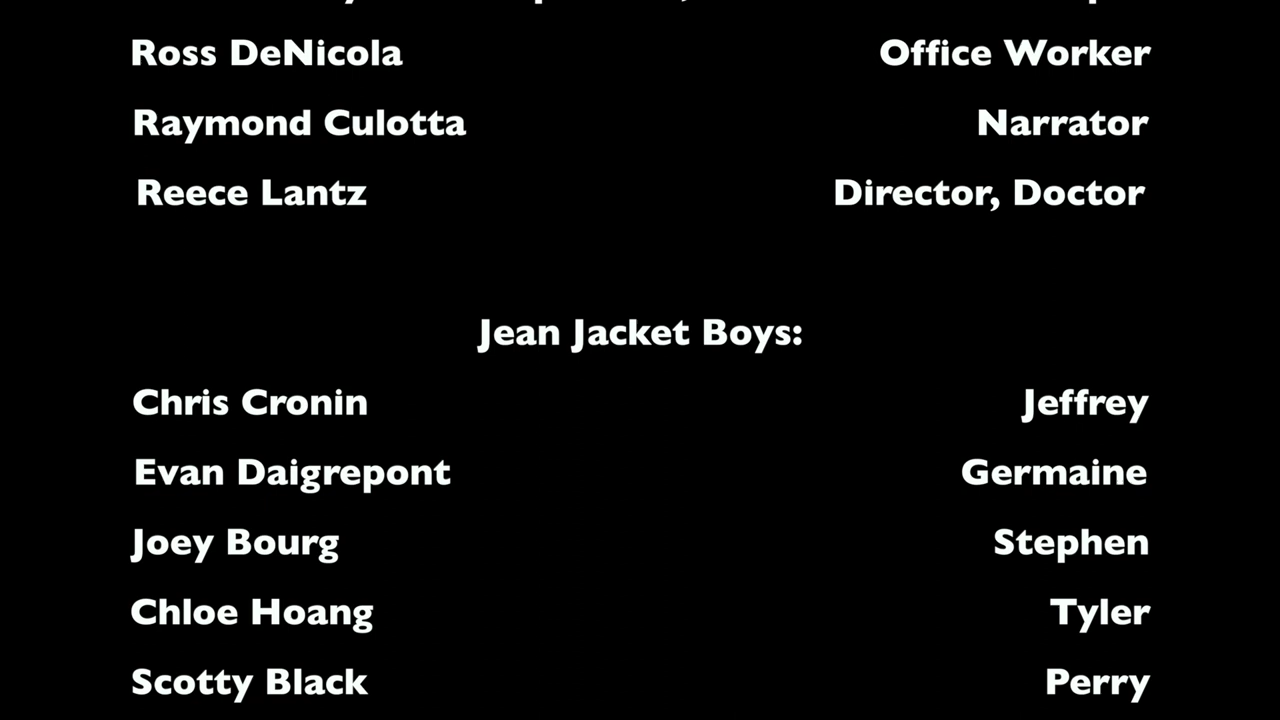 Ross DeNicola Office Worker
Raymond Culotta Narrator
Reece Lantz Director, Doctor
Jean Jacket Boys:
Chris Cronin Jeffrey
Evan Daigrepont Germaine
Joey Bourg Stephen
Chloe Hoang Tyler
Scotty Black Perry